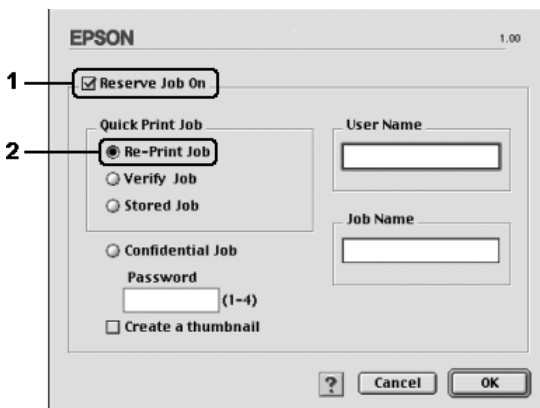 EPSON
1.00
1
Reserve Job On
Quick Print Job
2
Re-Print Job
Verify Job
Stored Job
Confidential Job
Password
(1-4)
Create a thumbnail
User Name
Job Name
?
Cancel
OK